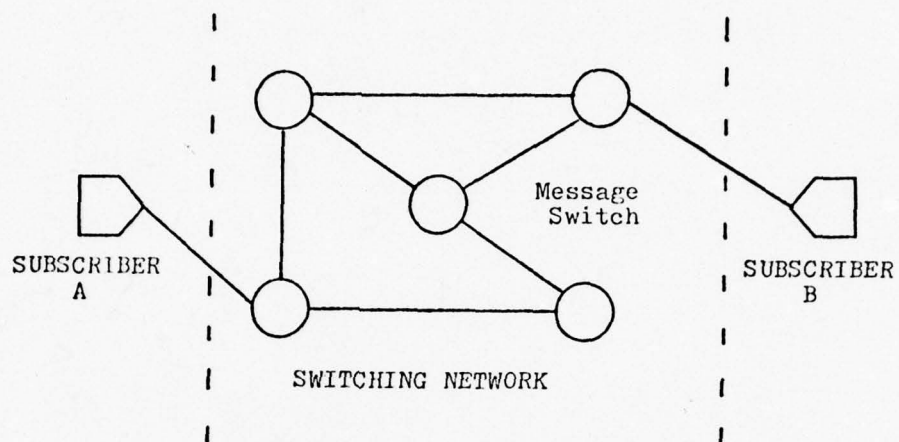 Message
Switch
SUBSCRIBER
A
SUBSCRIBER
B
SWITCHING NETWORK